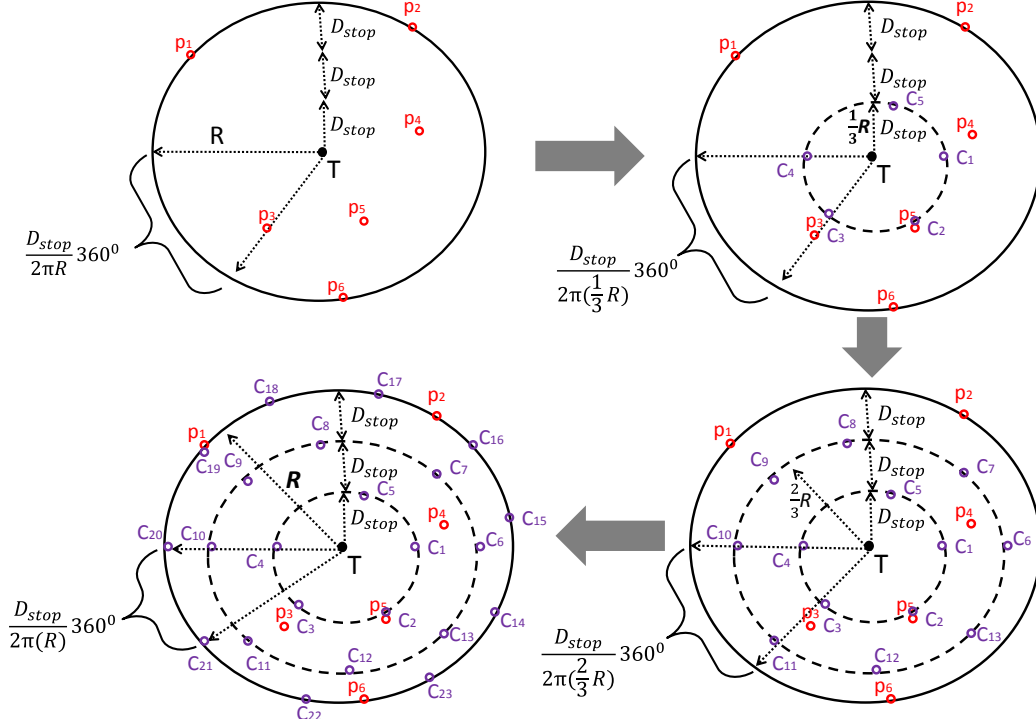 D_stop
p1
p2
D_stop
D_stop
p4
R
T
p3
p5
D_stop/2πR 360⁰
p6
D_stop
p1
p2
D_stop
C5
1/3 R
D_stop
p4
C4
C1
T
p3
C3
p5
C2
D_stop/2π(1/3 R) 360⁰
p6
C18
C17
p2
D_stop
p1
C8
C16
C19
C9
D_stop
C7
R
C5
p4
D_stop
C15
C20
C10
C4
C1
C6
T
D_stop/2π(R) 360⁰
p3
C3
p5
C2
C14
C13
C21
C11
C12
C23
p6
C22
p2
D_stop
p1
C8
C9
D_stop
C7
2/3 R
C5
p4
D_stop
C10
C4
C1
C6
T
p3
C3
p5
C2
C13
C11
C12
D_stop/2π(2/3 R) 360⁰
p6